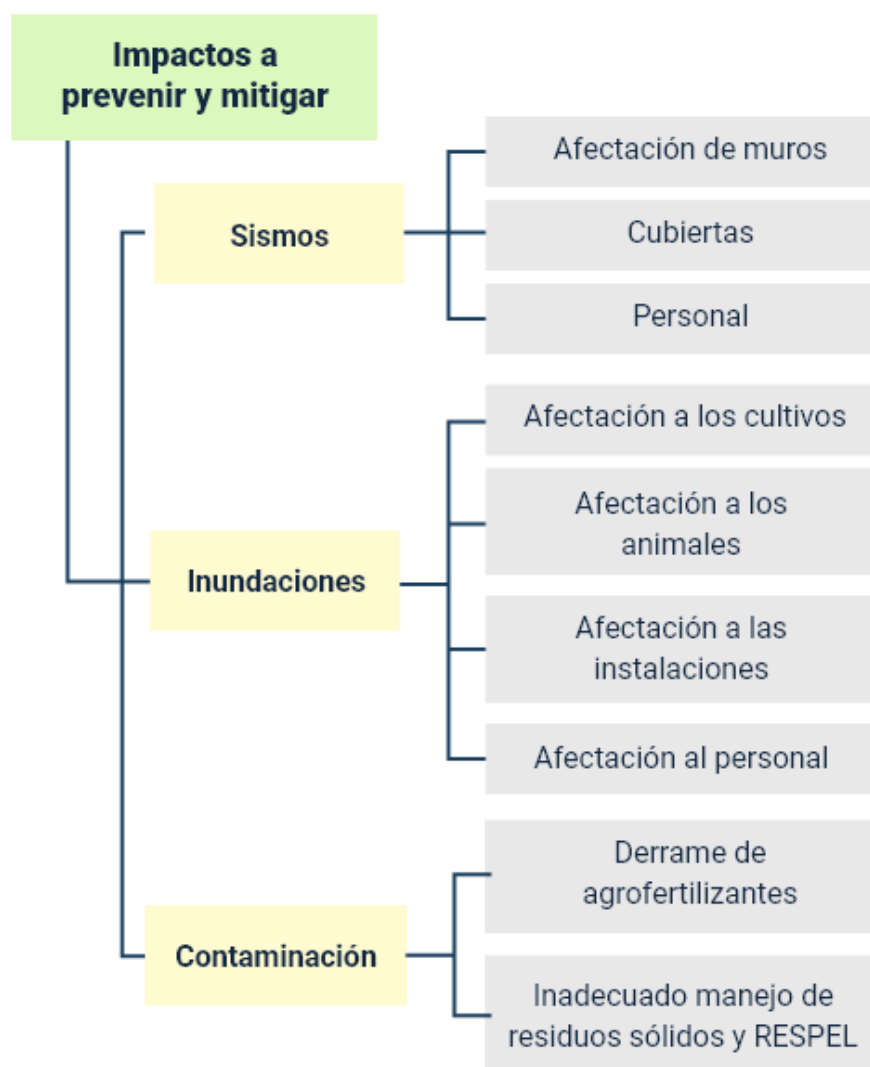 Impactos a
prevenir y mitigar
Sismos
Afectación de muros
Cubiertas
Personal
Inundaciones
Afectación a los cultivos
Afectación a los
animales
Afectación a las
instalaciones
Afectación al personal
Contaminación
Derrame de
agrofertilizantes
Inadecuado manejo de
residuos sólidos y RESPEL